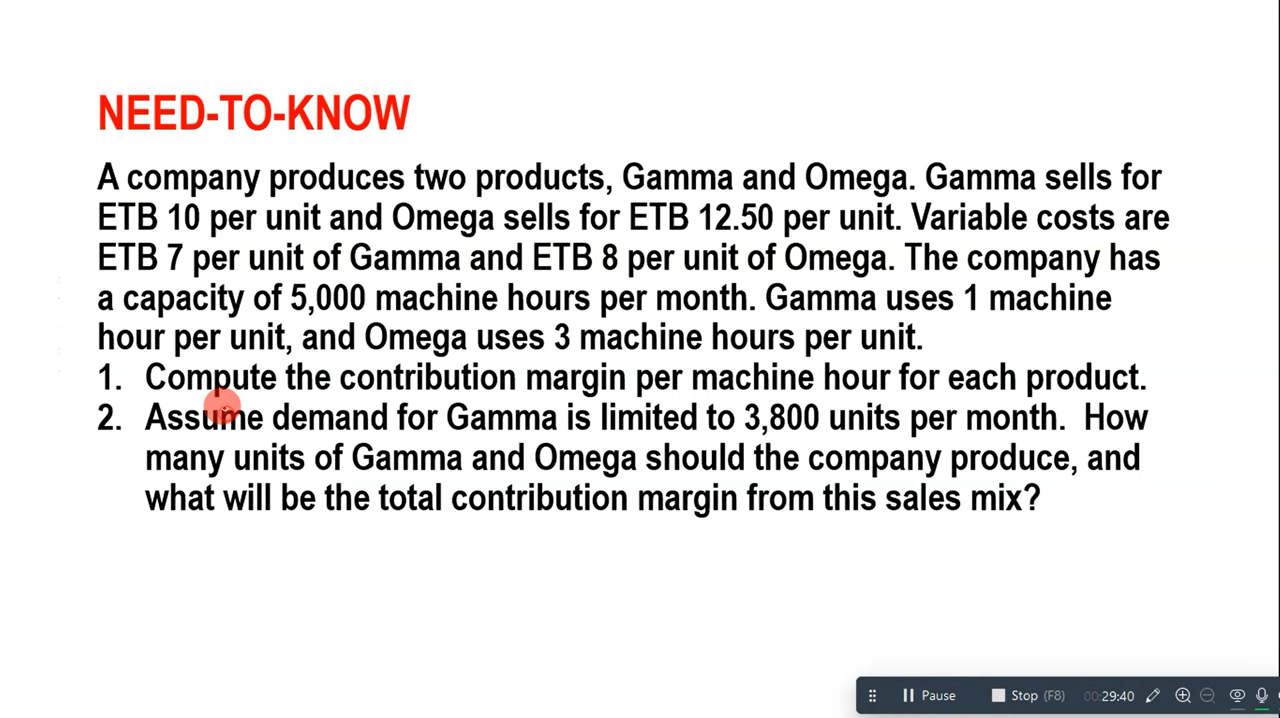 NEED-TO-KNOW
A company produces two products, Gamma and Omega. Gamma sells for
ETB 10 per unit and Omega sells for ETB 12.50 per unit. Variable costs are
ETB 7 per unit of Gamma and ETB 8 per unit of Omega. The company has
a capacity of 5,000 machine hours per month. Gamma uses 1 machine
hour per unit, and Omega uses 3 machine hours per unit.
1. Compute the contribution margin per machine hour for each product.
2. Assume demand for Gamma is limited to 3,800 units per month. How
many units of Gamma and Omega should the company produce, and
what will be the total contribution margin from this sales mix?
Pause Stop (F8) 00:29:40